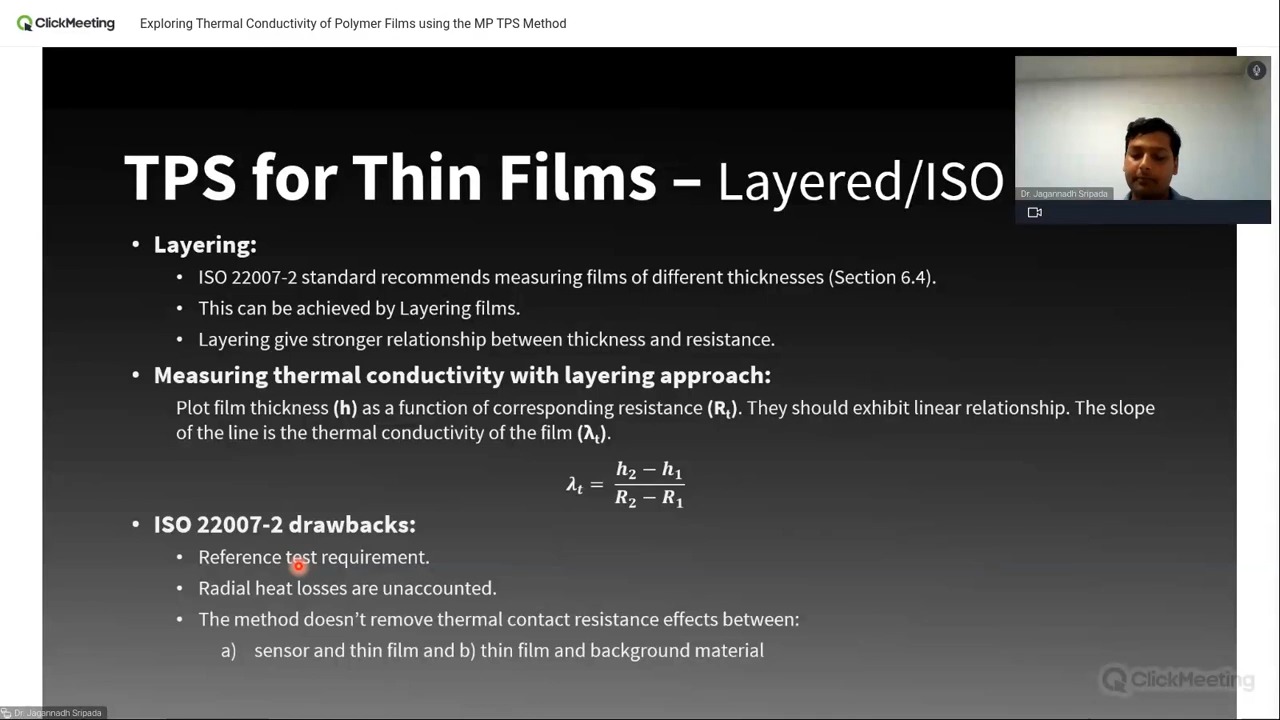 ClickMeeting
Exploring Thermal Conductivity of Polymer Films using the MP TPS Method
TPS for Thin Films – Layered/ISO
Dr. Jagannadh Sripada
• Layering:
• ISO 22007-2 standard recommends measuring films of different thicknesses (Section 6.4).
• This can be achieved by Layering films.
• Layering give stronger relationship between thickness and resistance.
• Measuring thermal conductivity with layering approach:
Plot film thickness (h) as a function of corresponding resistance (Rₜ). They should exhibit linear relationship. The slope
of the line is the thermal conductivity of the film (λₜ).
λₜ = (h₂ − h₁) / (R₂ − R₁)
• ISO 22007-2 drawbacks:
• Reference test requirement.
• Radial heat losses are unaccounted.
• The method doesn’t remove thermal contact resistance effects between:
a) sensor and thin film and b) thin film and background material
ClickMeeting
Dr. Jagannadh Sripada